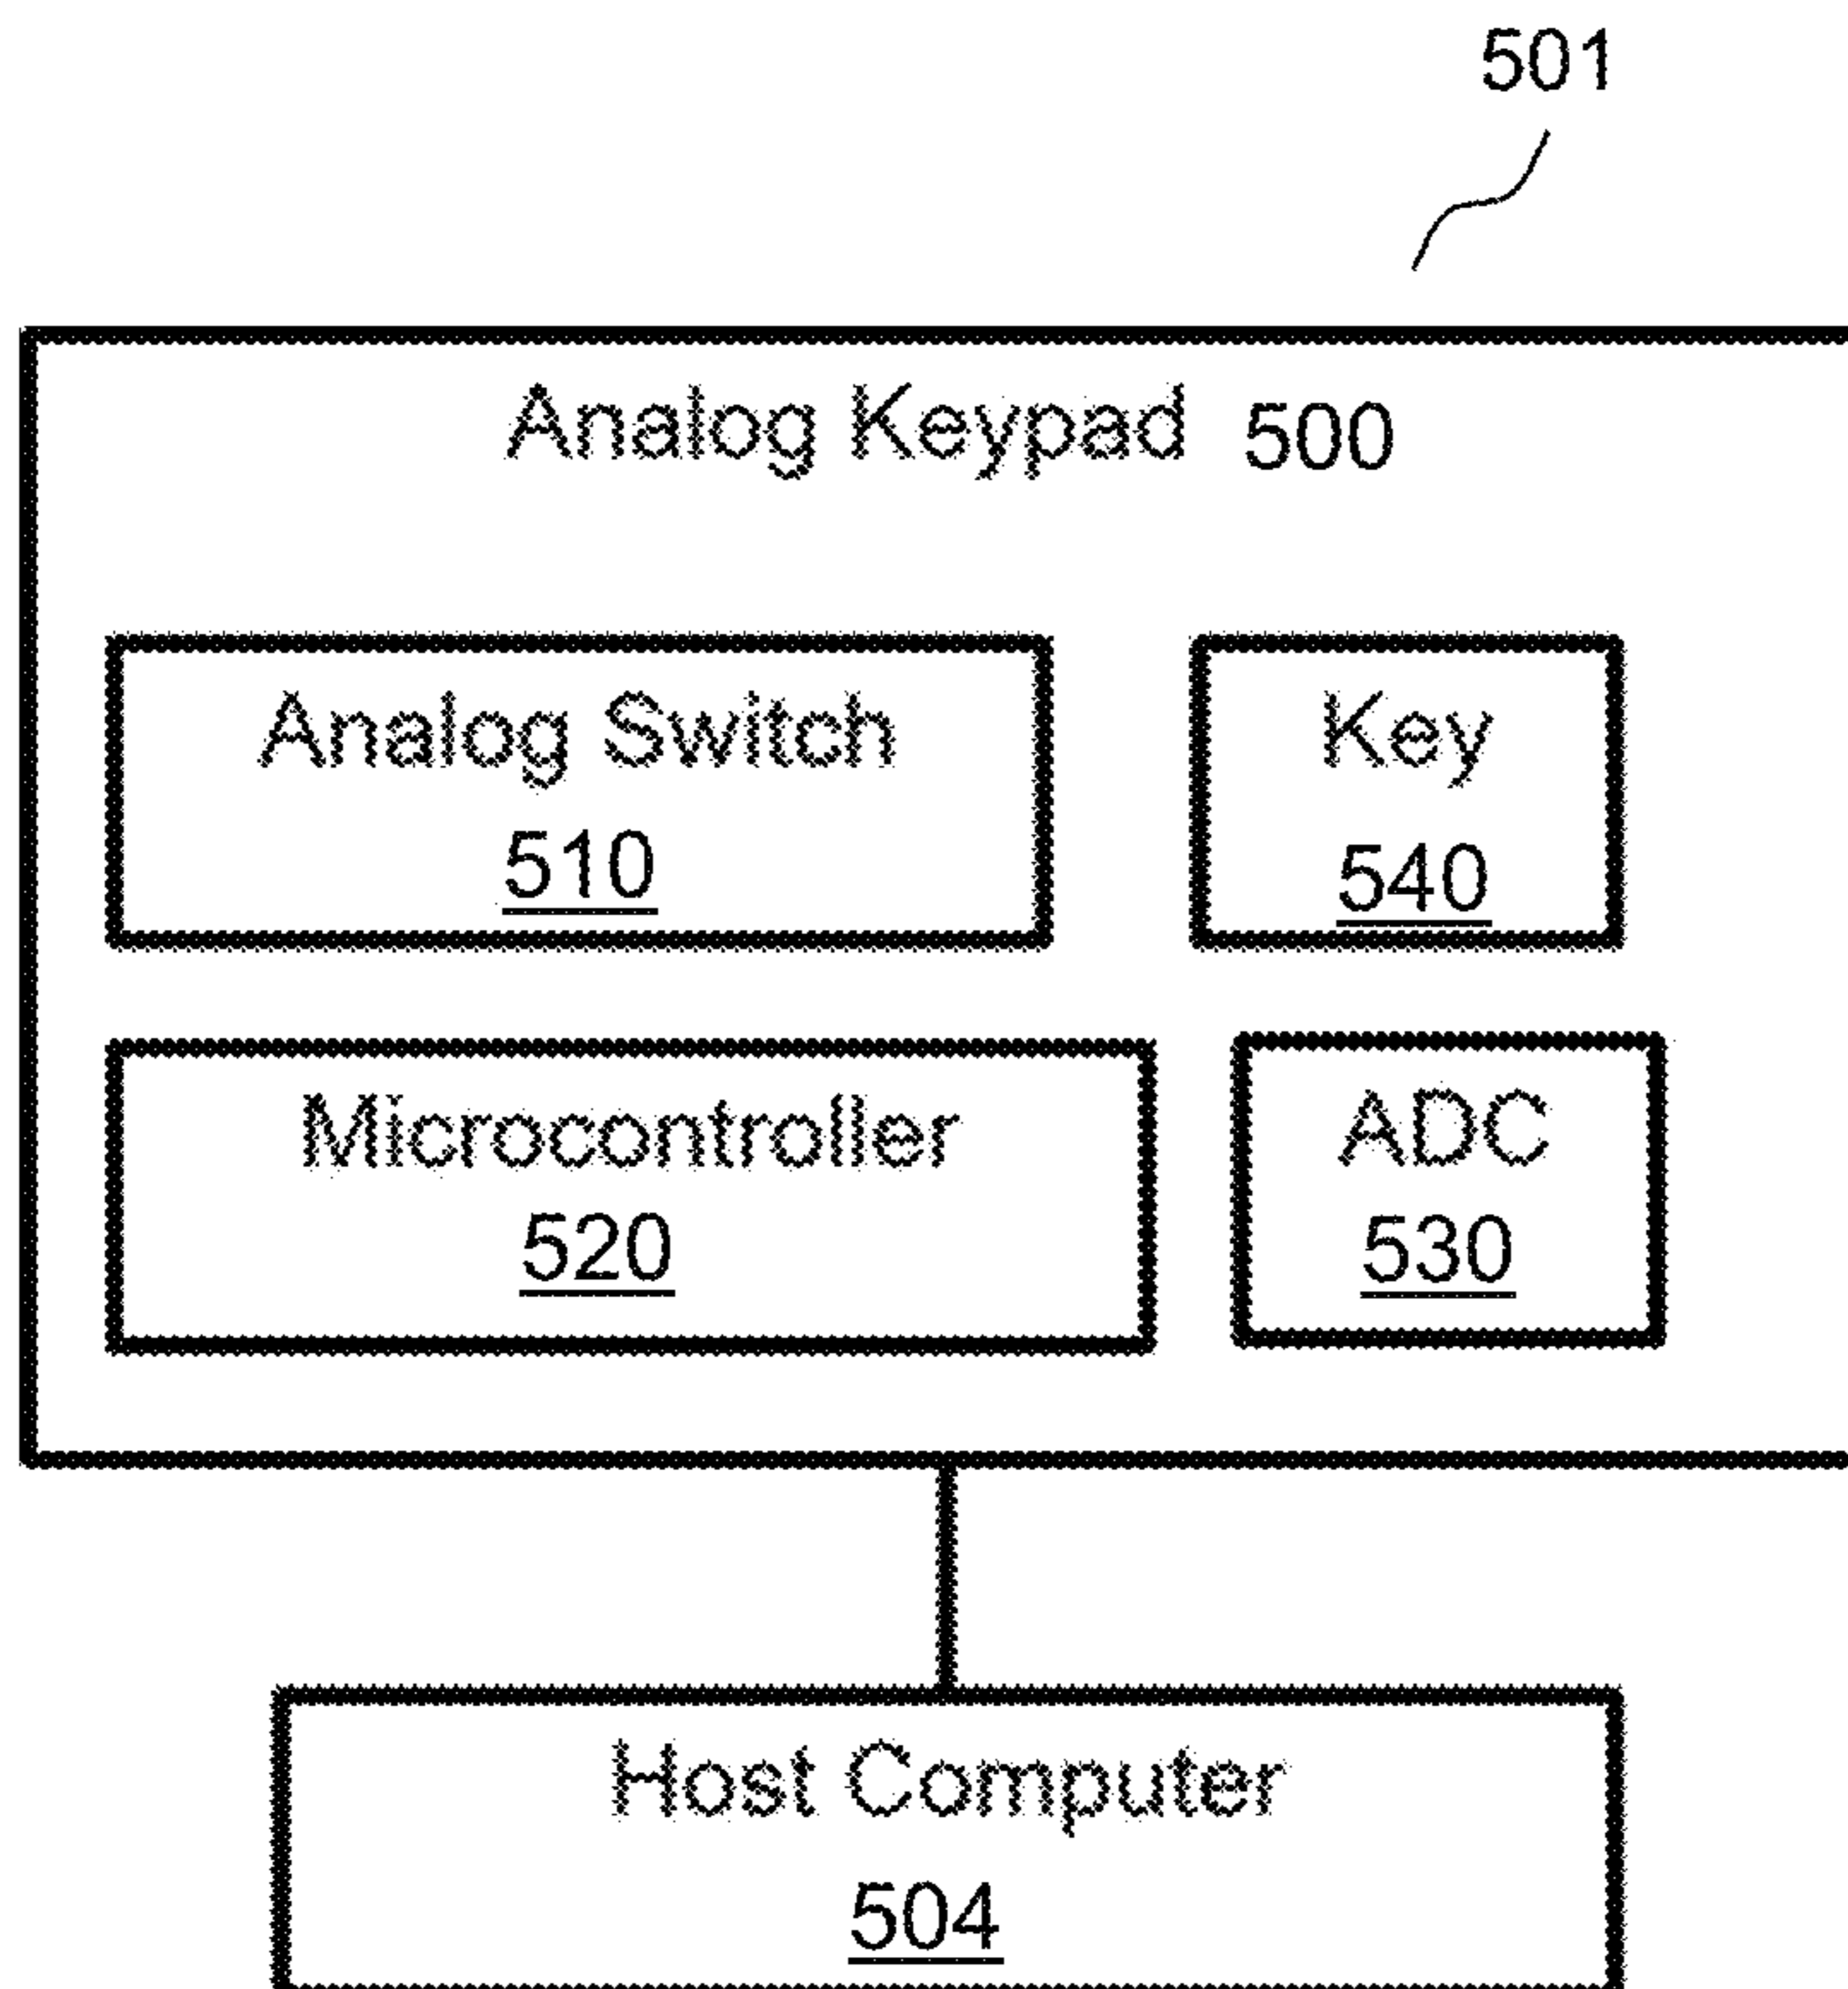 501
Analog Keypad 500
Analog Switch
510
Key
540
Microcontroller
520
ADC
530
Host Computer
504